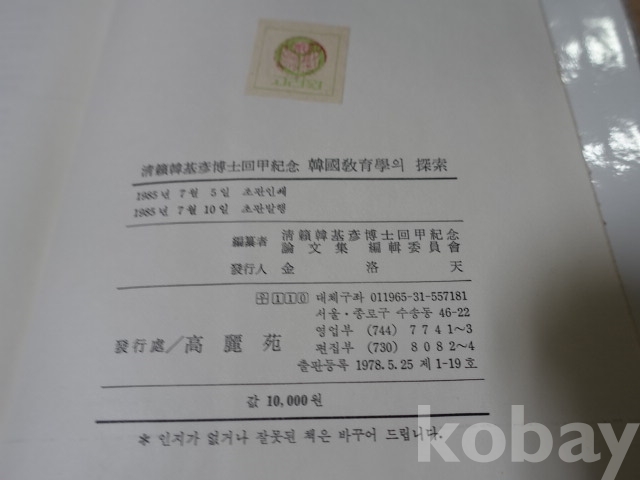 清籟韓基彦博士回甲紀念 韓國敎育學의 探索
1985년 7월 5일 초판인쇄
1985년 7월 10일 초판발행
編纂者 淸籟韓基彦博士回甲紀念
論文集 編輯委員會
發行人 金洛天
우110 대체구좌 011965-31-557181
서울·종로구 수송동 46-22
영업부 (744) 7741~3
發行處/高麗苑
편집부 (730) 8082~4
출판등록 1978.5.25 제1-19호
값 10,000원
* 인지가 없거나 잘못된 책은 바꾸어 드립니다.
kobay